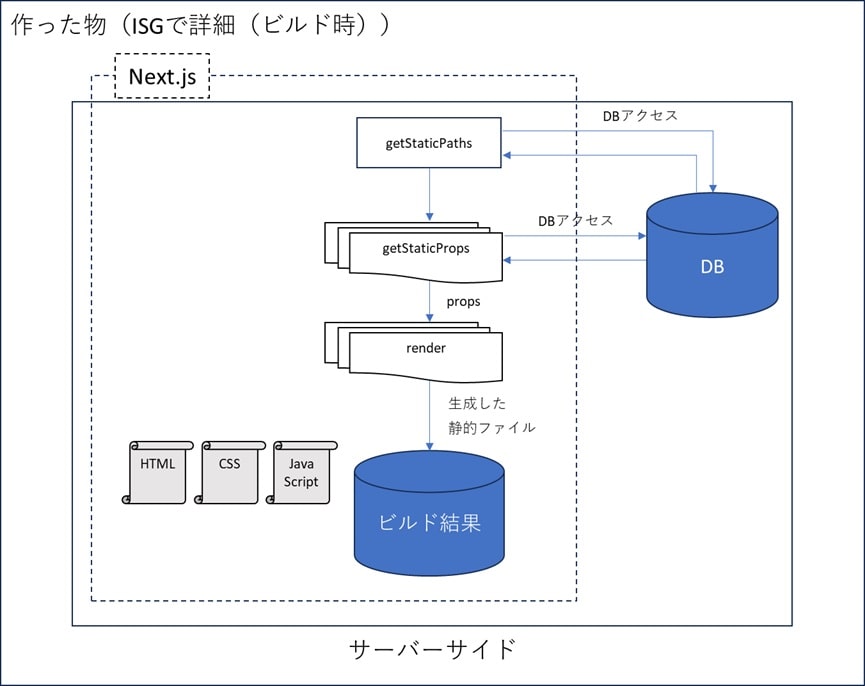 作った物（ISGで詳細（ビルド時））
Next.js
getStaticPaths
DBアクセス
getStaticProps
DBアクセス
DB
props
render
生成した
静的ファイル
HTML
CSS
Java
Script
ビルド結果
サーバーサイド